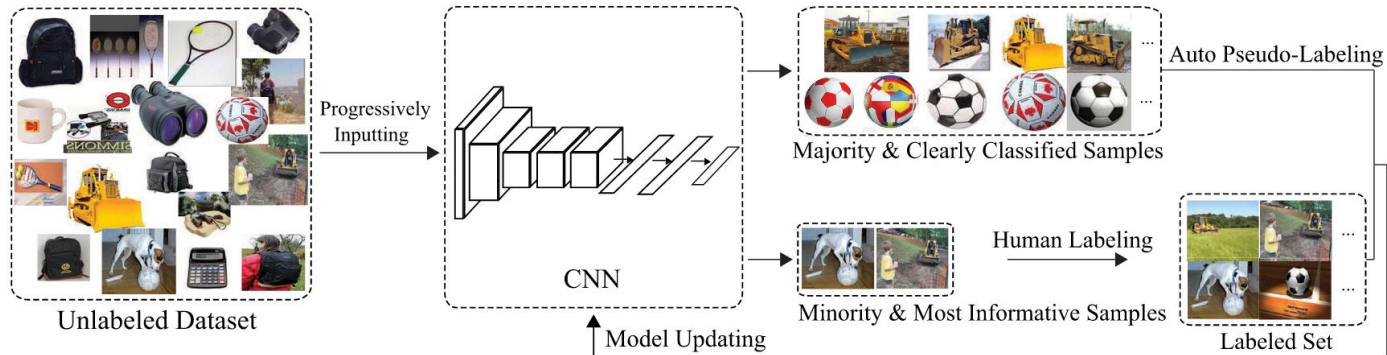 Progressively
Inputting
Unlabeled Dataset
SIMMONS
CNN
Model Updating
...
...
Majority & Clearly Classified Samples
Auto Pseudo-Labeling
Minority & Most Informative Samples
Human Labeling
...
...
Labeled Set